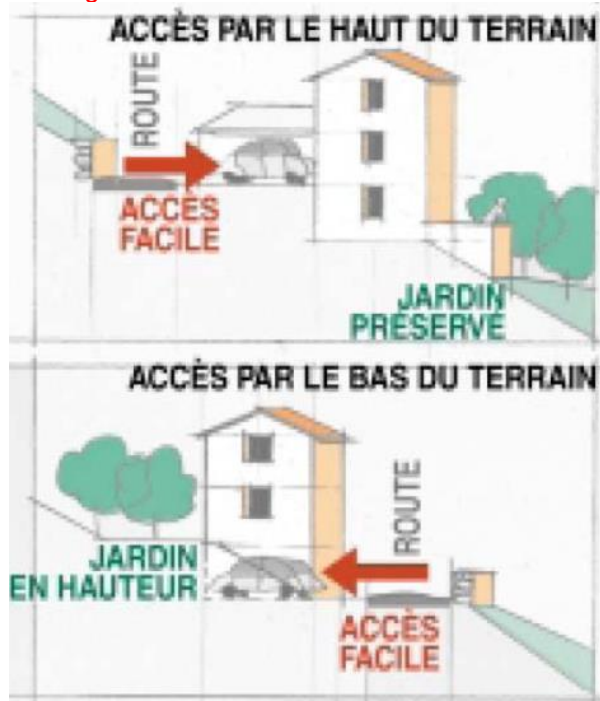 ACCÈS PAR LE HAUT DU TERRAIN
ROUTE
ACCÈS
FACILE
JARDIN
PRÉSERVÉ
ACCÈS PAR LE BAS DU TERRAIN
ROUTE
JARDIN
EN HAUTEUR
ACCÈS
FACILE